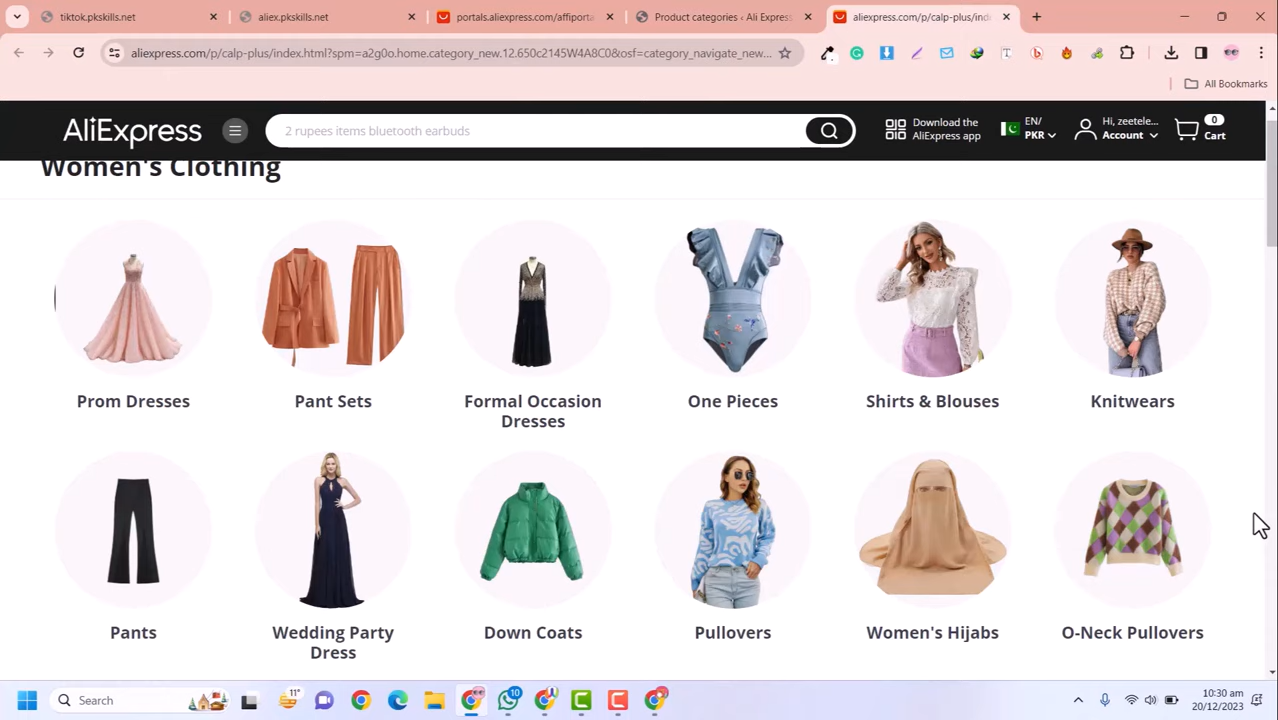 tiktok.pkskills.net
aliex.pkskills.net
portals.aliexpress.com/affiporta
Product categories ‹ Ali Express
aliexpress.com/p/calp-plus/ind
aliexpress.com/p/calp-plus/index.html?spm=a2g0o.home.category_new.12.650c2145W4A8C0&osf=category_navigate_new...
All Bookmarks
AliExpress
2 rupees items bluetooth earbuds
Download the
AliExpress app
EN/
PKR
Hi, zeetele...
Account
0
Cart
Women's Clothing
Prom Dresses
Pant Sets
Formal Occasion
Dresses
One Pieces
Shirts & Blouses
Knitwears
Pants
Wedding Party
Dress
Down Coats
Pullovers
Women's Hijabs
O-Neck Pullovers
Search
11°
10
10:30 am
20/12/2023